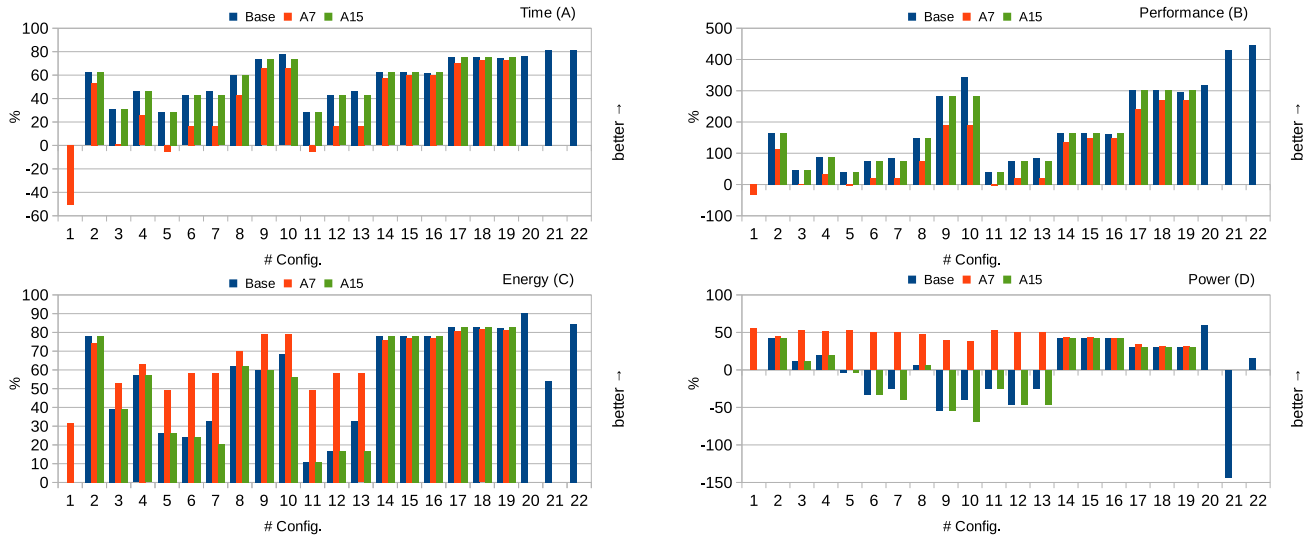 Base A7 A15 Time (A)
100
80
60
40
20
0
-20
-40
-60
%
1 2 3 4 5 6 7 8 9 10 11 12 13 14 15 16 17 18 19 20 21 22
# Config.
better →
Base A7 A15 Performance (B)
500
400
300
200
100
0
-100
%
1 2 3 4 5 6 7 8 9 10 11 12 13 14 15 16 17 18 19 20 21 22
# Config.
better →
Base A7 A15 Energy (C)
100
90
80
70
60
50
40
30
20
10
0
%
1 2 3 4 5 6 7 8 9 10 11 12 13 14 15 16 17 18 19 20 21 22
# Config.
better →
Base A7 A15 Power (D)
100
50
0
-50
-100
-150
%
1 2 3 4 5 6 7 8 9 10 11 12 13 14 15 16 17 18 19 20 21 22
# Config.
better →